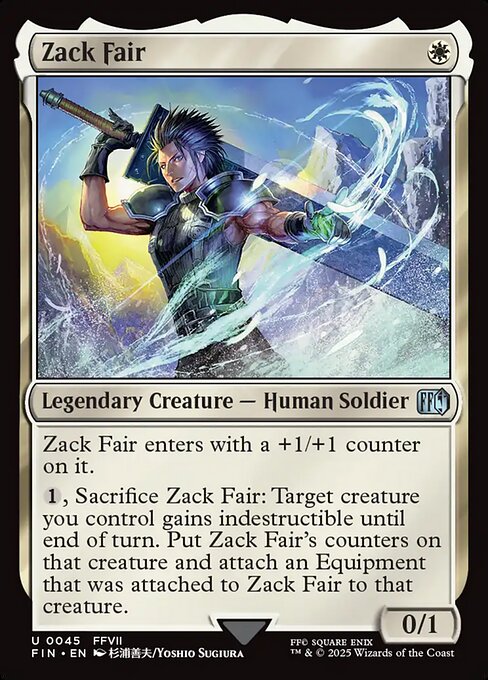 Zack Fair
Legendary Creature — Human Soldier
FFVII
Zack Fair enters with a +1/+1 counter
on it.
1, Sacrifice Zack Fair: Target creature
you control gains indestructible until
end of turn. Put Zack Fair's counters on
that creature and attach an Equipment
that was attached to Zack Fair to that
creature.
0/1
U 0045 FFVII
FIN • EN 杉浦善夫/Yoshio Sugiura
FF© SQUARE ENIX
™ & © 2025 Wizards of the Coast